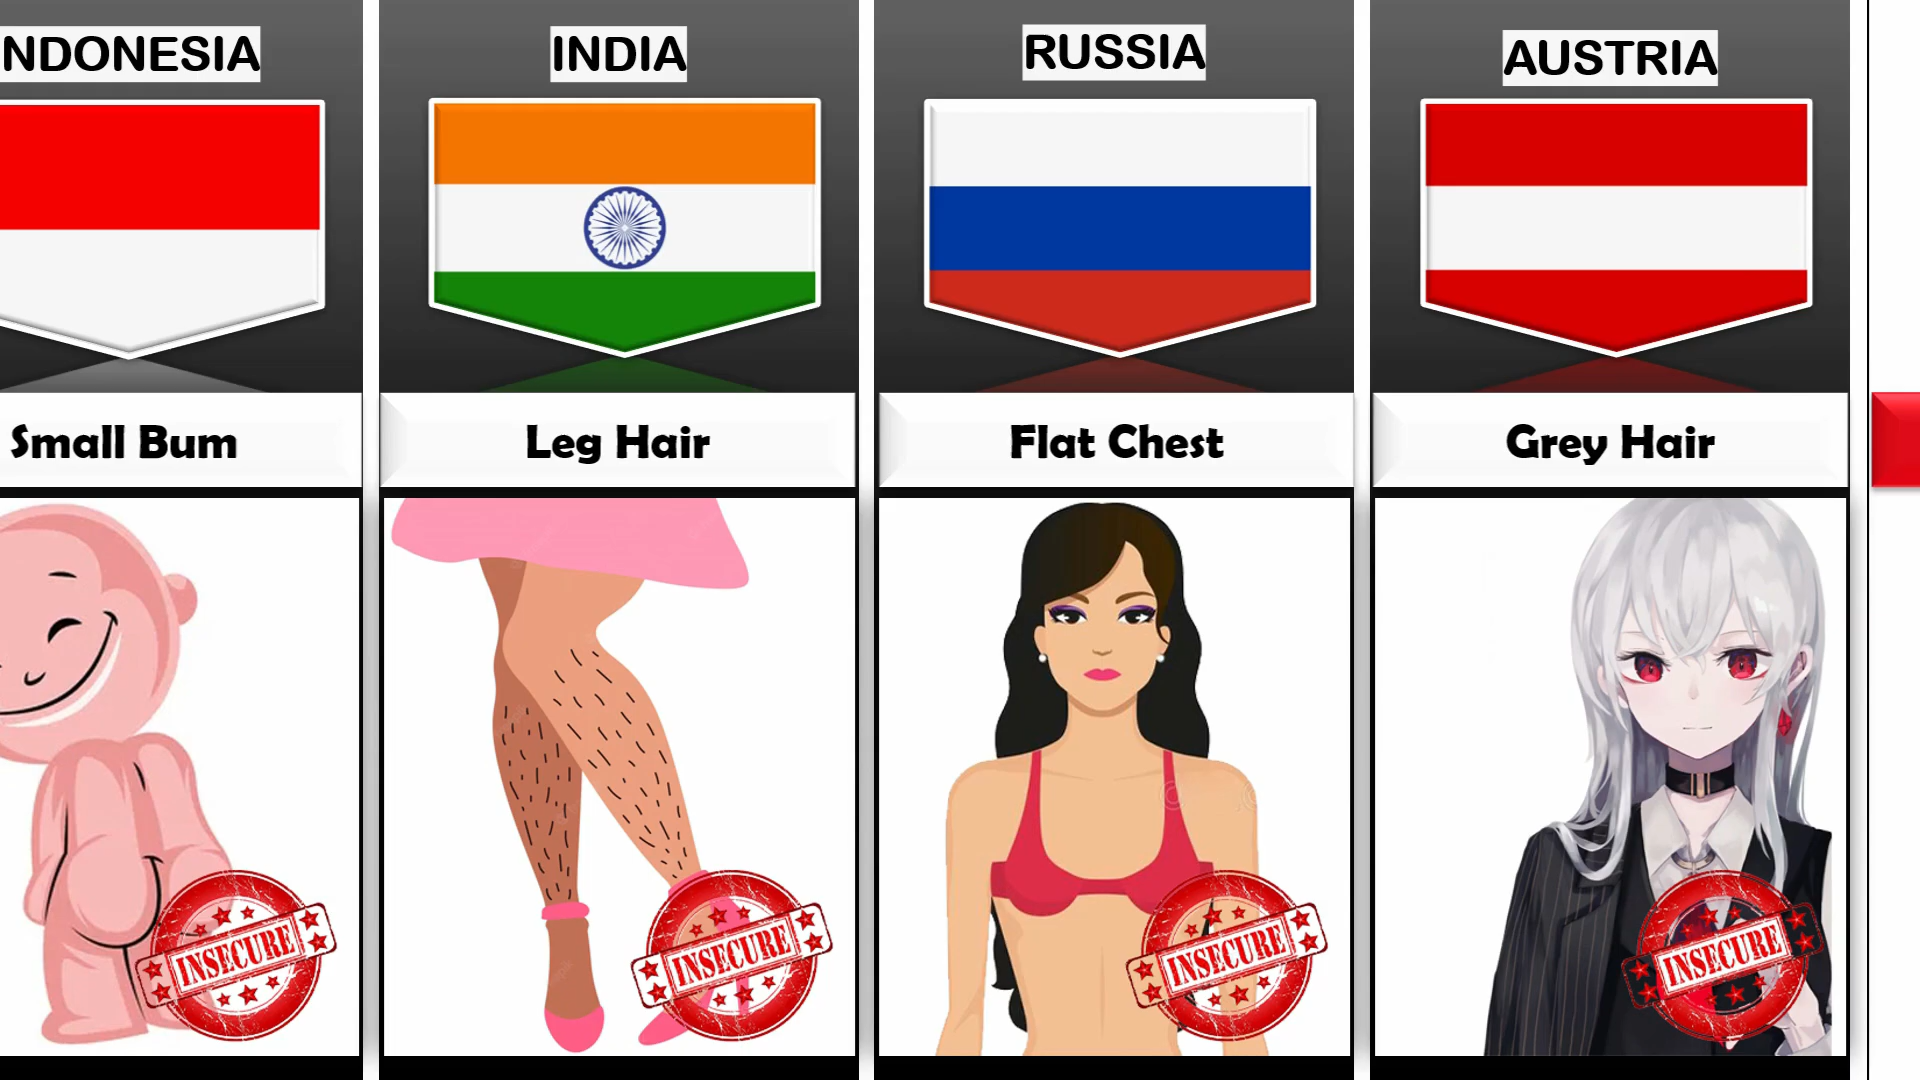 NDONESIA
INDIA
RUSSIA
AUSTRIA
Small Bum
Leg Hair
Flat Chest
Grey Hair
INSECURE
INSECURE
INSECURE
INSECURE